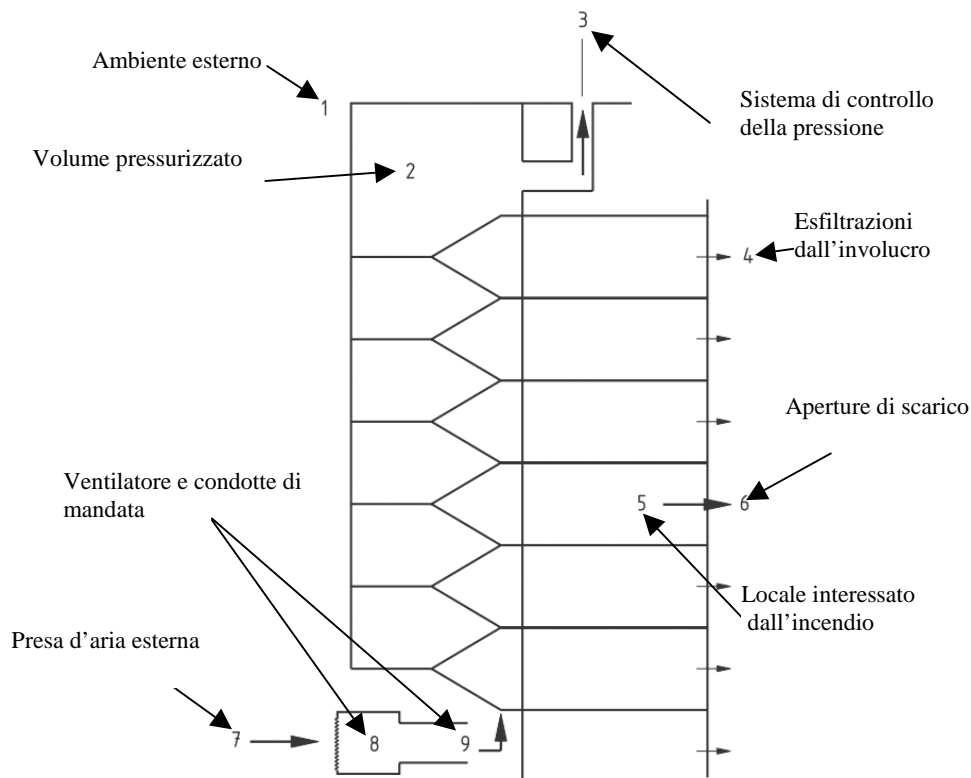 3
Ambiente esterno
1
Sistema di controllo
della pressione
Volume pressurizzato
2
Esfiltrazioni
dall'involucro
4
Aperture di scarico
Ventilatore e condotte di
mandata
5
6
Locale interessato
dall'incendio
Presa d'aria esterna
7
8
9